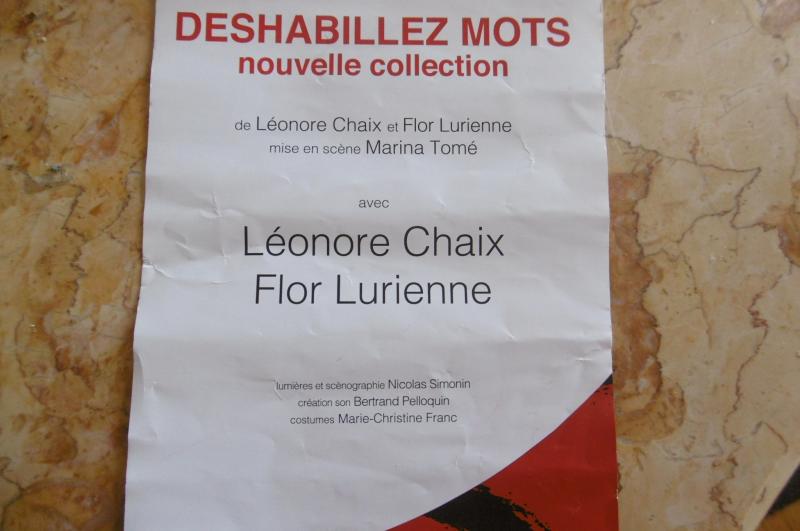 DESHABILLEZ MOTS
nouvelle collection
de Léonore Chaix et Flor Lurienne
mise en scène Marina Tomé
avec
Léonore Chaix
Flor Lurienne
lumières et scènographie Nicolas Simonin
création son Bertrand Pelloquin
costumes Marie-Christine Franc